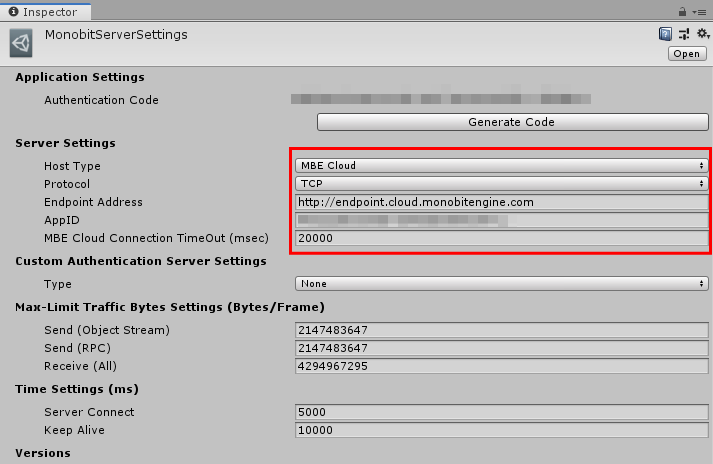 Inspector
MonobitServerSettings
Open
Application Settings
Authentication Code
Generate Code
Server Settings
Host Type MBE Cloud
Protocol TCP
Endpoint Address http://endpoint.cloud.monobitengine.com
AppID
MBE Cloud Connection TimeOut (msec) 20000
Custom Authentication Server Settings
Type None
Max-Limit Traffic Bytes Settings (Bytes/Frame)
Send (Object Stream) 2147483647
Send (RPC) 2147483647
Receive (All) 4294967295
Time Settings (ms)
Server Connect 5000
Keep Alive 10000
Versions